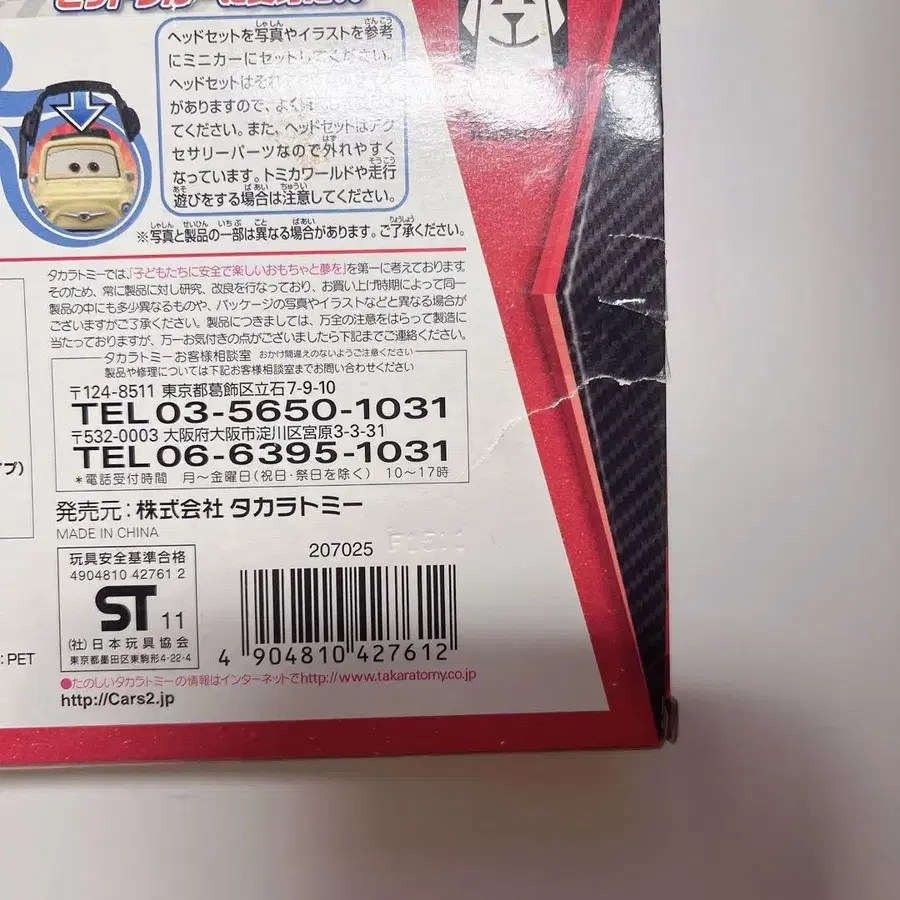 ヘッドセットを写真やイラストを参考
にミニカーにセットしてください。
ヘッドセットはそれ
がありますので、よく
てください。また、ヘッドセットはアク
セサリーパーツなので外れやすく
なっています。トミカワールドや走行
遊びをする場合は注意してください。
※写真と製品の一部は異なる場合があります。ご了承ください。
タカラトミーでは、「子どもたちに安全で楽しいおもちゃと夢を」を第一に考えております。
そのため、常に製品に対し研究、改良を行なっており、お買い上げ時期によって同一
製品の中にも多少異なるものや、パッケージの写真やイラストなどと異なる場合が
ございますがご了承ください。製品につきましては、万全の注意をはらって製造に
当たっておりますが、万一お気付きの点がございましたら下記までご連絡ください。
タカラトミーお客様相談室 おかけ間違えのないようご注意ください
製品や修理については下記お客様相談室までお問い合わせください
〒124-8511 東京都葛飾区立石7-9-10
TEL 03-5650-1031
〒532-0003 大阪府大阪市淀川区宮原3-3-31
TEL 06-6395-1031
*電話受付時間 月～金曜日(祝日・祭日を除く) 10～17時
イプ)
発売元:株式会社 タカラトミー
MADE IN CHINA
玩具安全基準合格
4904810 42761 2
ST 11
(社)日本玩具協会
東京都墨田区東駒形4-22-4
207025
4 904810 427612
: PET
●たのしいタカラトミーの情報はインターネットでhttp://www.takaratomy.co.jp
http://Cars2.jp